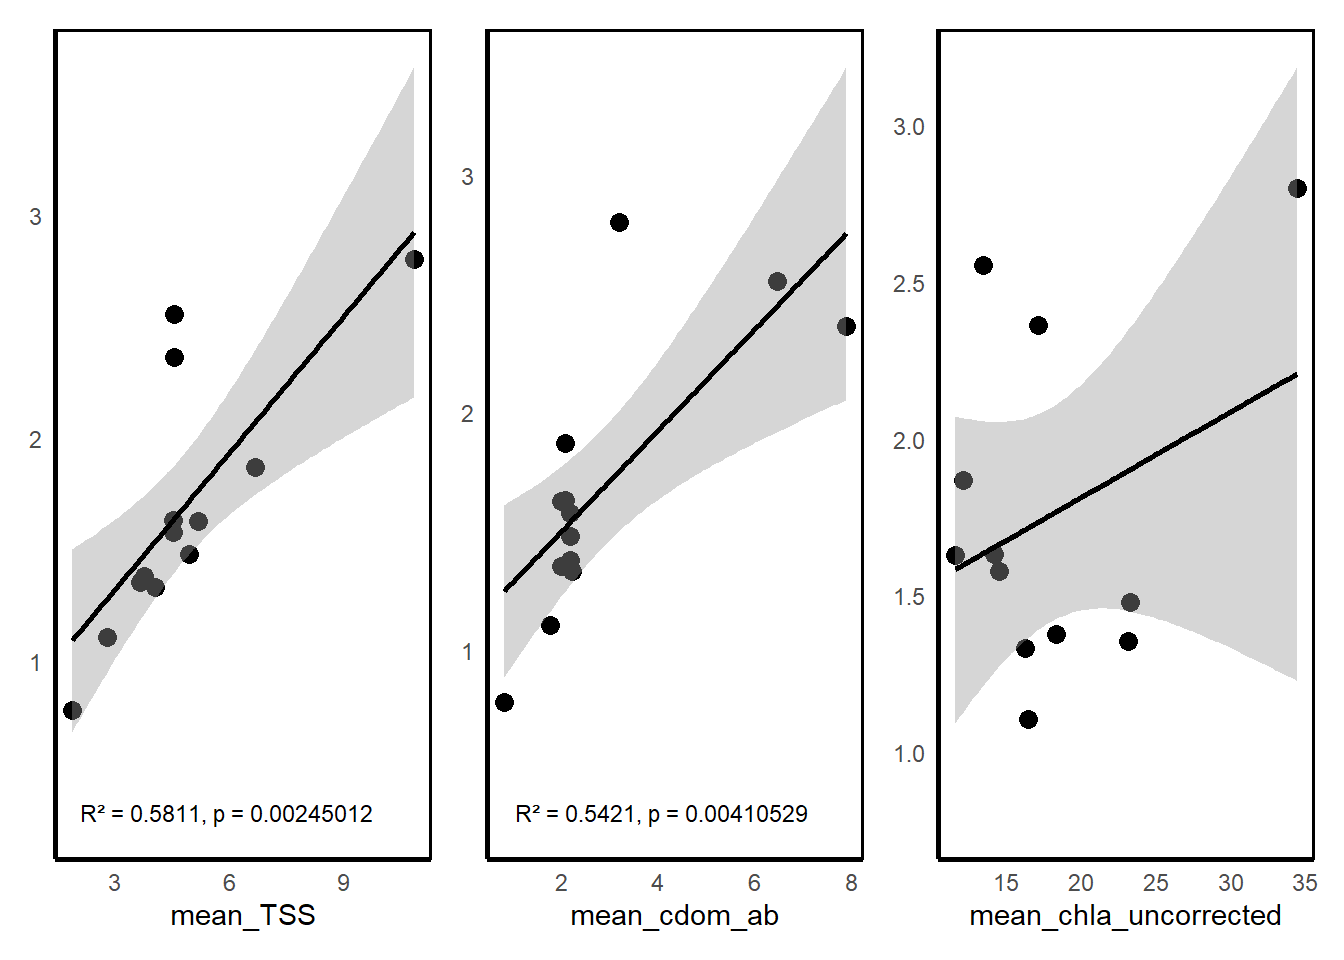 3
2
1
R² = 0.5811, p = 0.00245012
3 6 9
mean_TSS
3
2
1
R² = 0.5421, p = 0.00410529
2 4 6 8
mean_cdom_ab
3.0
2.5
2.0
1.5
1.0
15 20 25 30 35
mean_chla_uncorrected